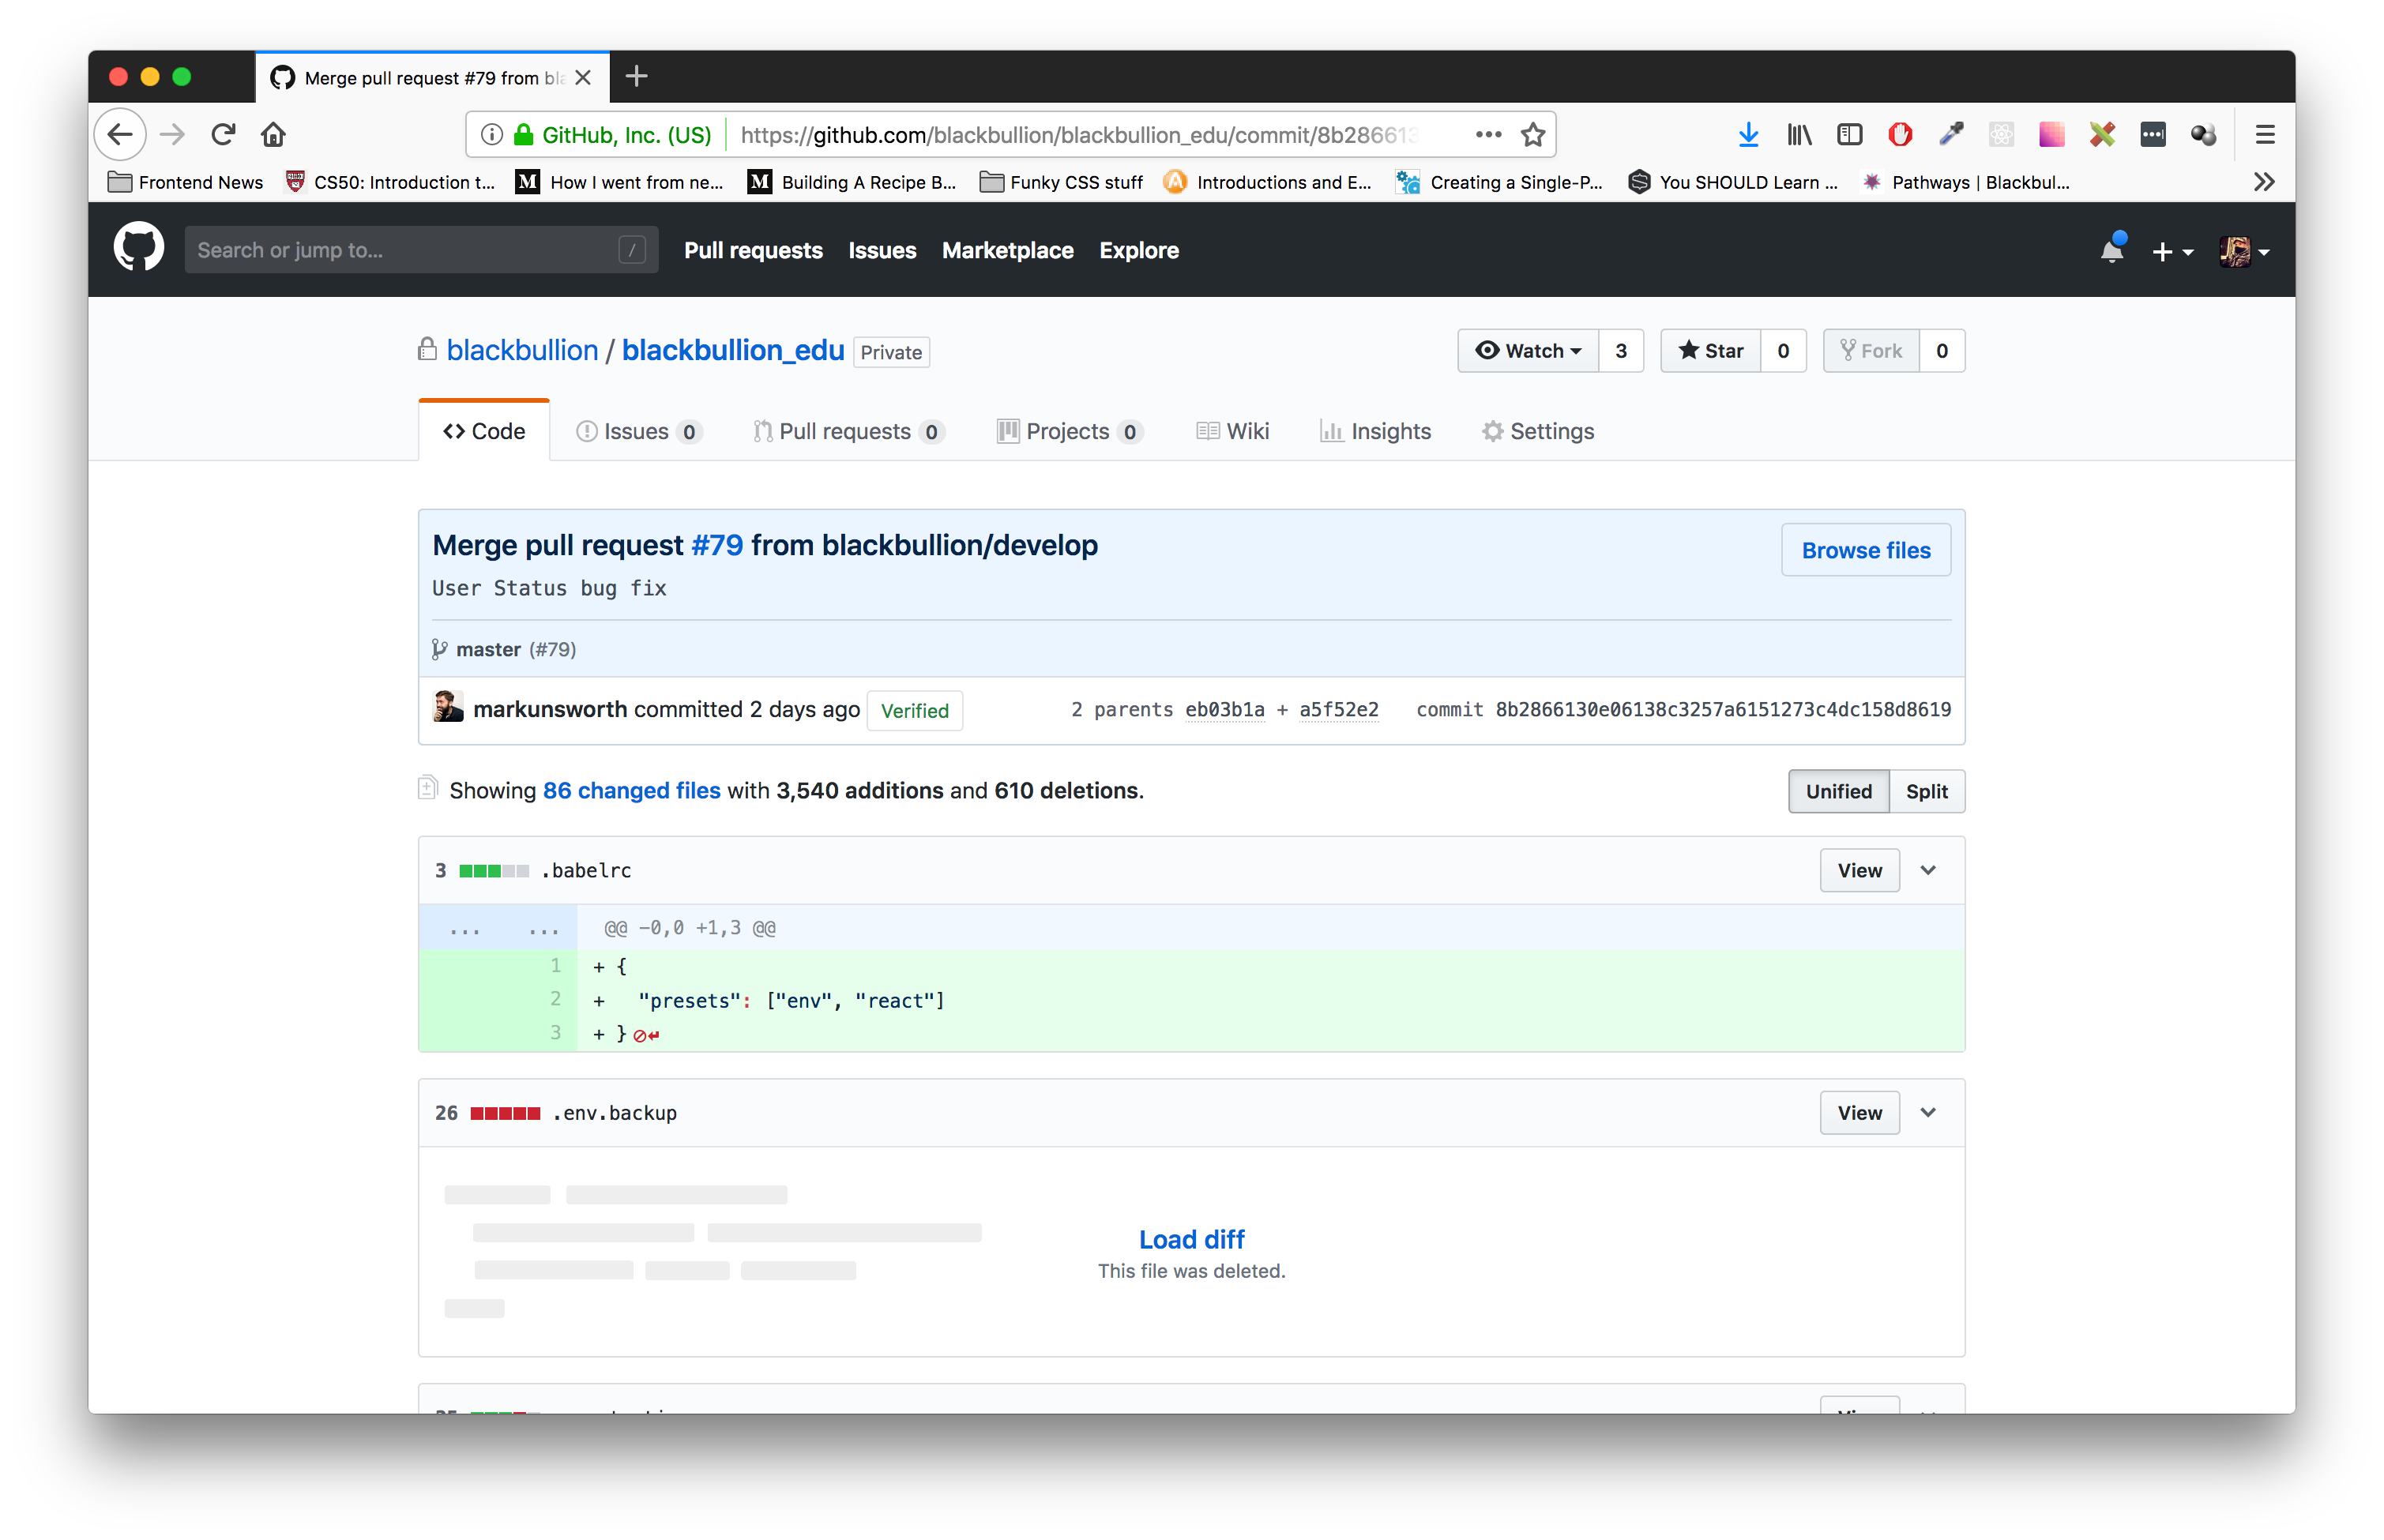 Merge pull request #79 from bla
GitHub, Inc. (US) https://github.com/blackbullion/blackbullion_edu/commit/8b286613
Frontend News CS50: Introduction t... How I went from ne... Building A Recipe B... Funky CSS stuff Introductions and E... Creating a Single-P... You SHOULD Learn ... Pathways | Blackbul...
Search or jump to... / Pull requests Issues Marketplace Explore
blackbullion / blackbullion_edu Private Watch 3 Star 0 Fork 0
Code Issues 0 Pull requests 0 Projects 0 Wiki Insights Settings
Merge pull request #79 from blackbullion/develop Browse files
User Status bug fix
master (#79)
markunsworth committed 2 days ago Verified 2 parents eb03b1a + a5f52e2 commit 8b2866130e06138c3257a6151273c4dc158d8619
Showing 86 changed files with 3,540 additions and 610 deletions. Unified Split
3 .babelrc View
... ... @@ -0,0 +1,3 @@
1 + {
2 + "presets": ["env", "react"]
3 + }
26 .env.backup View
Load diff
This file was deleted.